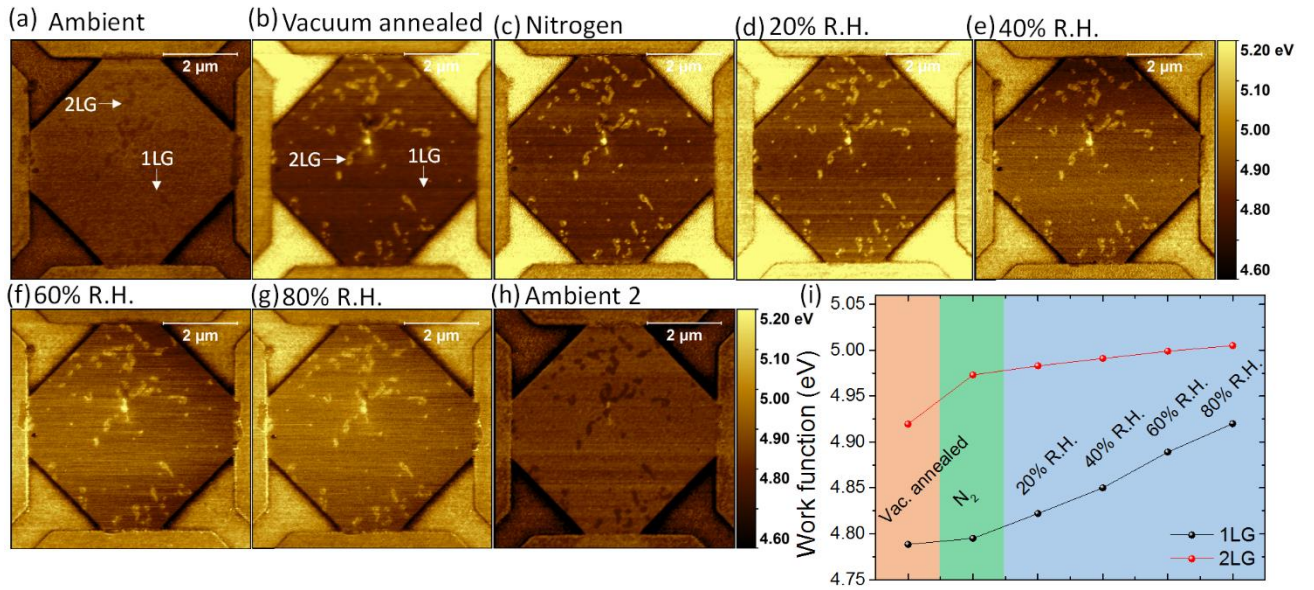 (a) Ambient
(b) Vacuum annealed
(c) Nitrogen
(d) 20% R.H.
(e) 40% R.H.
2 μm
2 μm
2 μm
2 μm
2 μm
2LG
1LG
2LG
1LG
5.20 eV
5.10
5.00
4.90
4.80
4.70
4.60
(f) 60% R.H.
(g) 80% R.H.
(h) Ambient 2
2 μm
2 μm
2 μm
5.20 eV
5.10
5.00
4.90
4.80
4.70
4.60
(i)
Work function (eV)
5.05
5.00
4.95
4.90
4.85
4.80
4.75
Vac. annealed
N₂
20% R.H.
40% R.H.
60% R.H.
80% R.H.
1LG
2LG